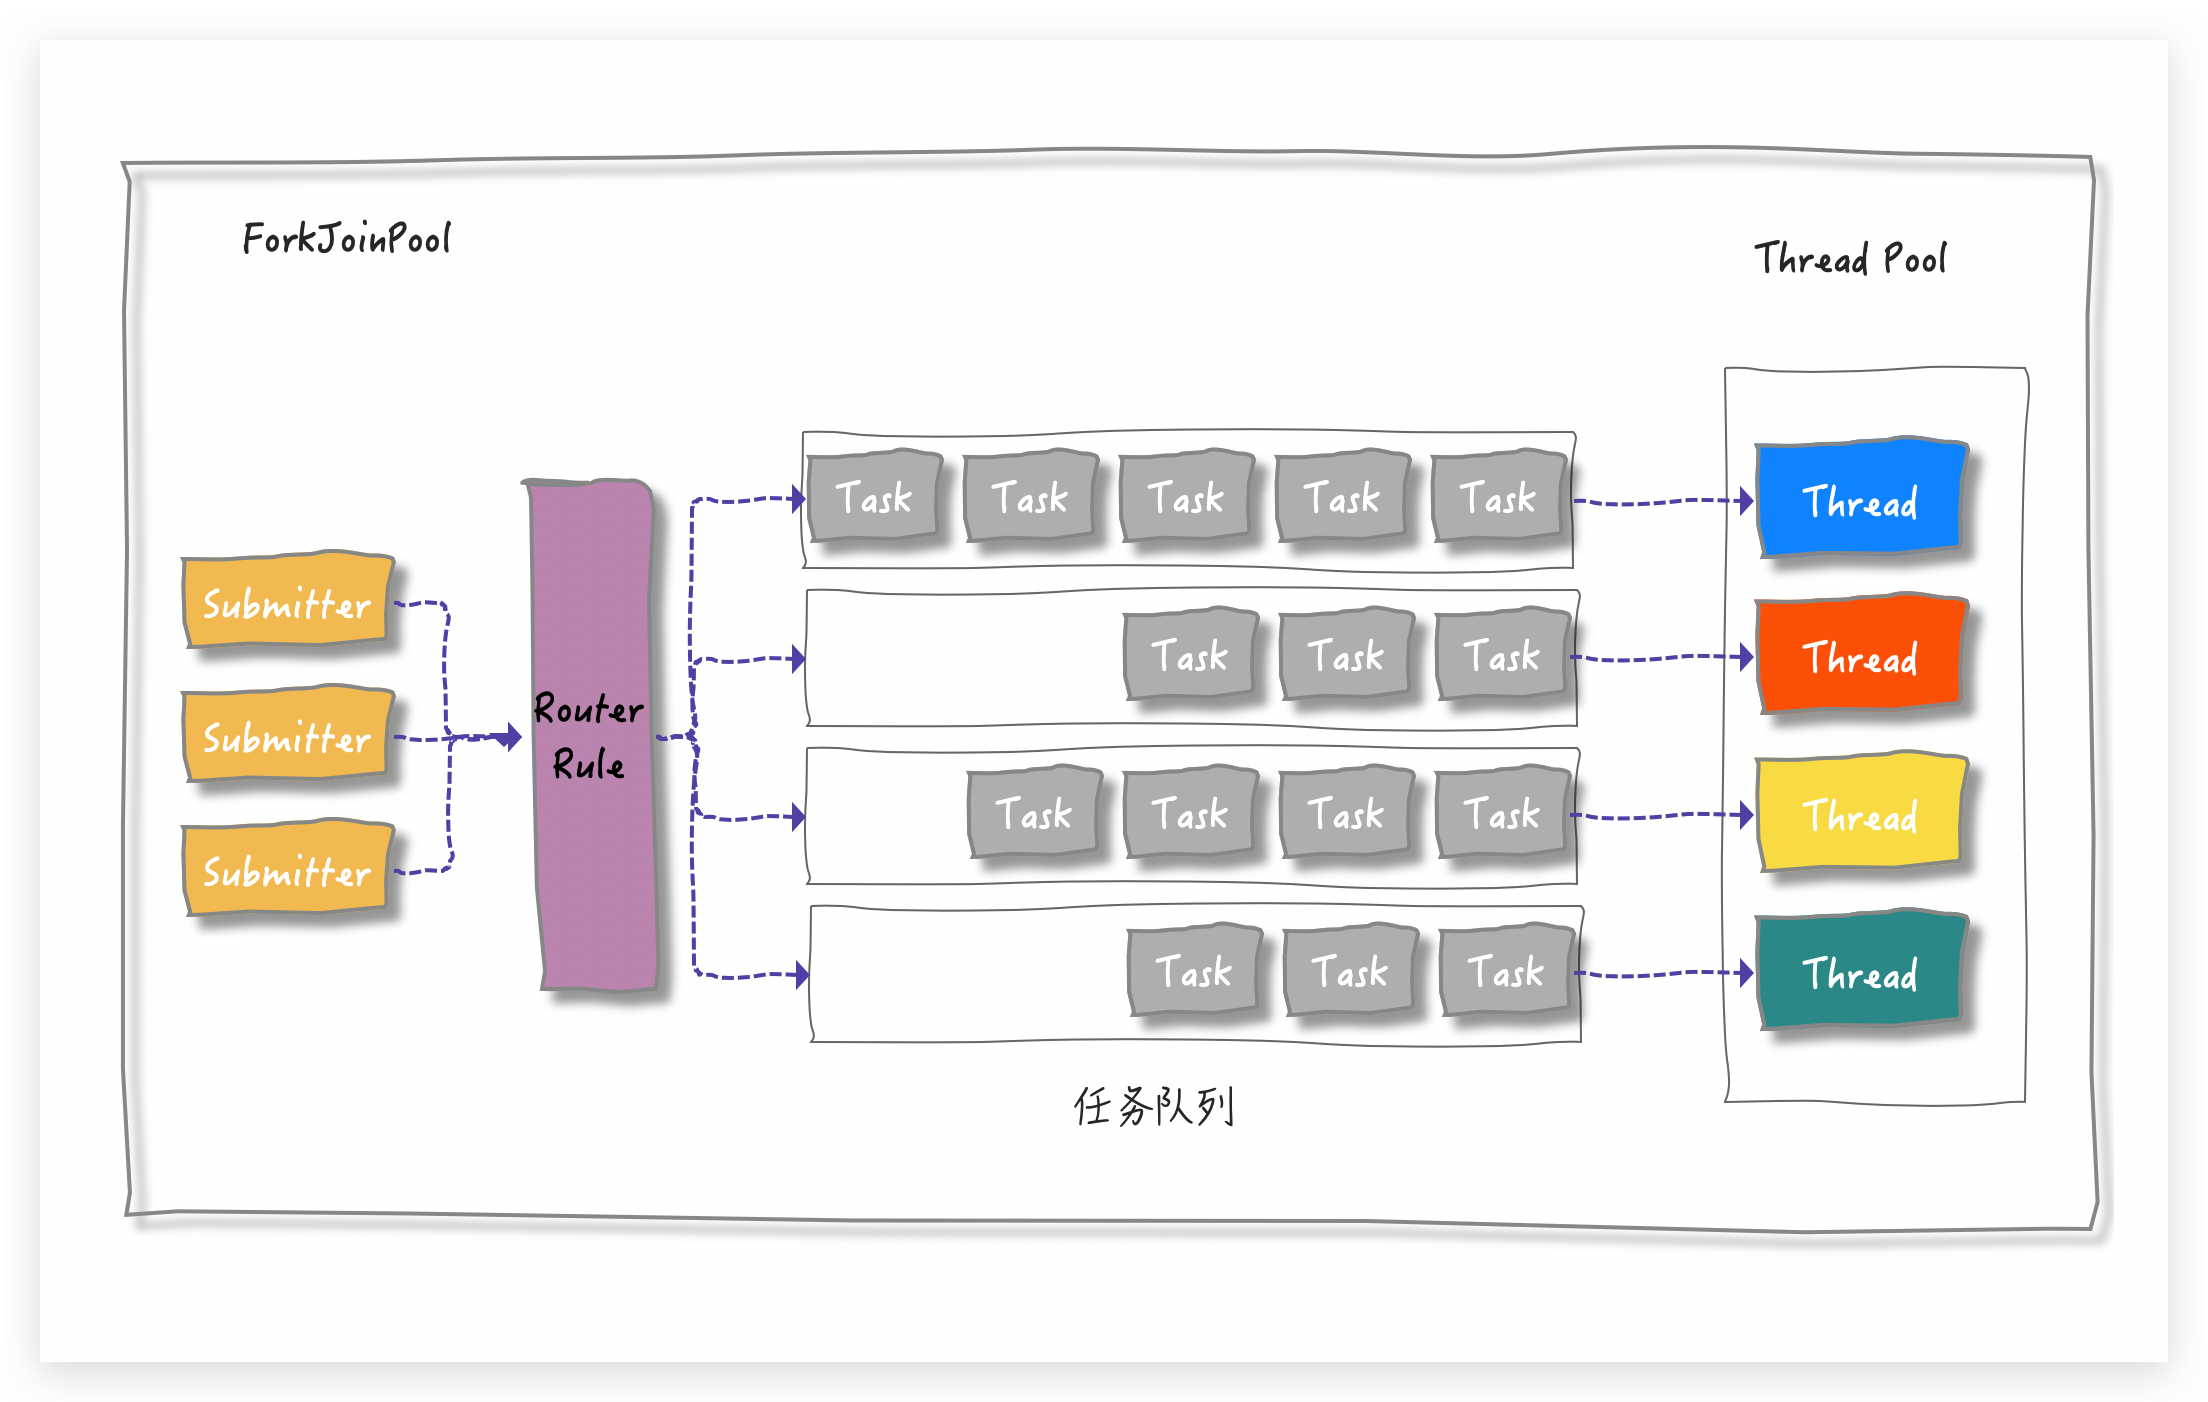 ForkJoinPool
Thread Pool
Submitter
Submitter
Submitter
Router
Rule
Task Task Task Task Task
Task Task Task
Task Task Task Task
Task Task Task
Thread
Thread
Thread
Thread
任务队列